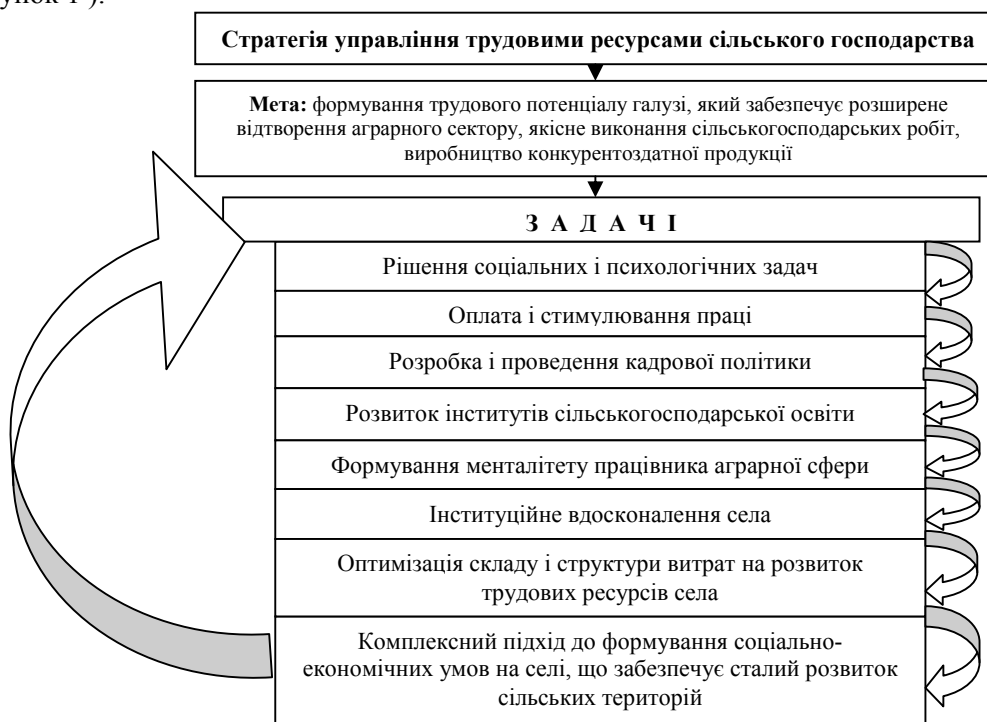 унок 1 ).
Стратегія управління трудовими ресурсами сільського господарства
Мета: формування трудового потенціалу галузі, який забезпечує розширене
відтворення аграрного сектору, якісне виконання сільськогосподарських робіт,
виробництво конкурентоздатної продукції
З А Д А Ч І
Рішення соціальних і психологічних задач
Оплата і стимулювання праці
Розробка і проведення кадрової політики
Розвиток інститутів сільськогосподарської освіти
Формування менталітету працівника аграрної сфери
Інституційне вдосконалення села
Оптимізація складу і структури витрат на розвиток
трудових ресурсів села
Комплексний підхід до формування соціально-
економічних умов на селі, що забезпечує сталий розвиток
сільських територій